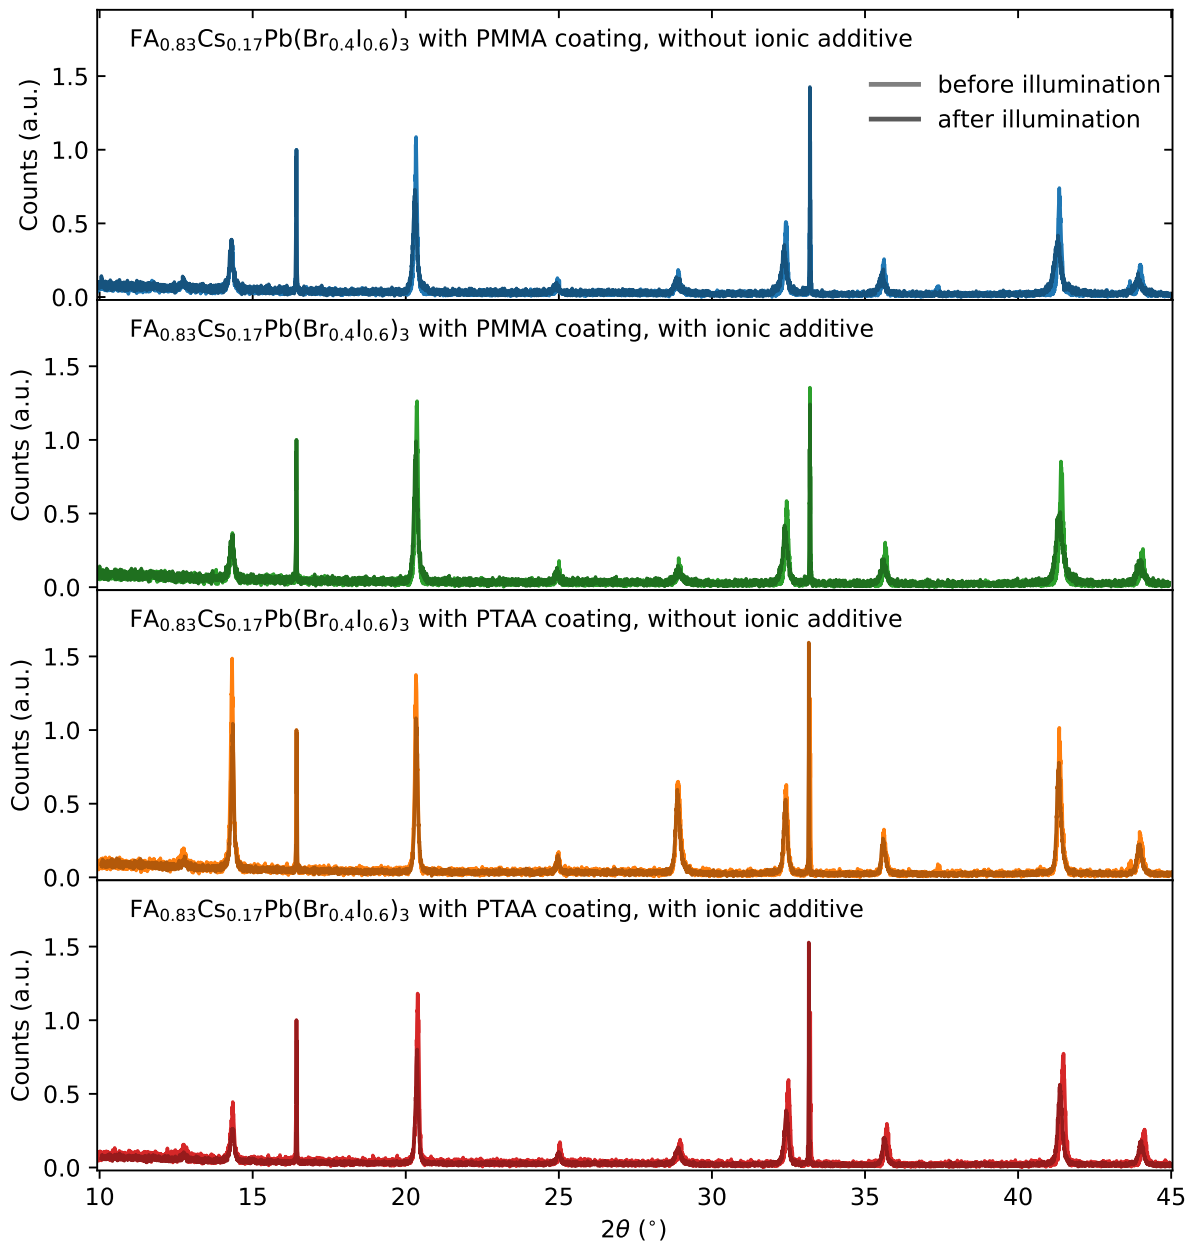 FA₀.₈₃Cs₀.₁₇Pb(Br₀.₄I₀.₆)₃ with PMMA coating, without ionic additive
before illumination
after illumination
Counts (a.u.)
1.5
1.0
0.5
0.0
FA₀.₈₃Cs₀.₁₇Pb(Br₀.₄I₀.₆)₃ with PMMA coating, with ionic additive
Counts (a.u.)
1.5
1.0
0.5
0.0
FA₀.₈₃Cs₀.₁₇Pb(Br₀.₄I₀.₆)₃ with PTAA coating, without ionic additive
Counts (a.u.)
1.5
1.0
0.5
0.0
FA₀.₈₃Cs₀.₁₇Pb(Br₀.₄I₀.₆)₃ with PTAA coating, with ionic additive
Counts (a.u.)
1.5
1.0
0.5
0.0
10 15 20 25 30 35 40 45
2θ (°)